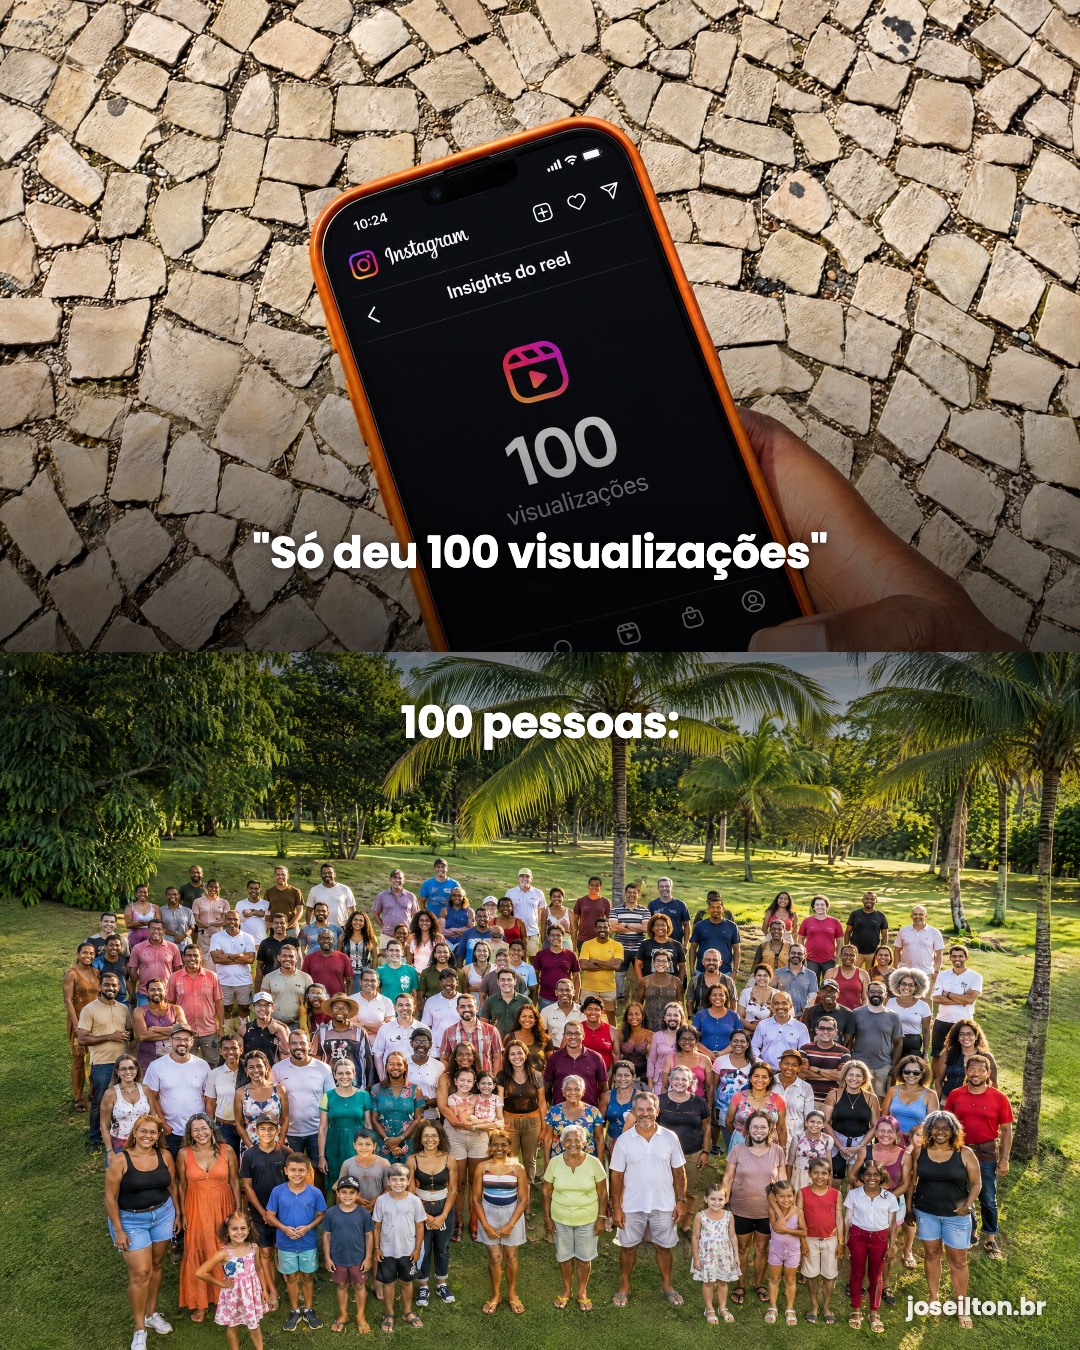 10:24
Instagram
Insights do reel
100
visualizações
"Só deu 100 visualizações"
100 pessoas:
joseilton.br